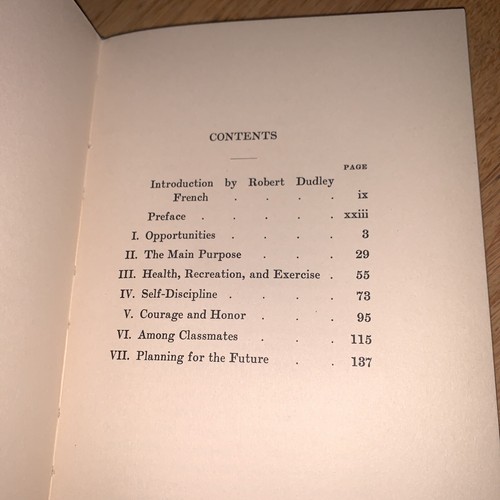 CONTENTS
PAGE
Introduction by Robert Dudley
French . . . . ix
Preface . . . . . xxiii
I. Opportunities . . . . 3
II. The Main Purpose . . . 29
III. Health, Recreation, and Exercise . 55
IV. Self-Discipline . . . . 73
V. Courage and Honor . . . 95
VI. Among Classmates . . . 115
VII. Planning for the Future . . 137